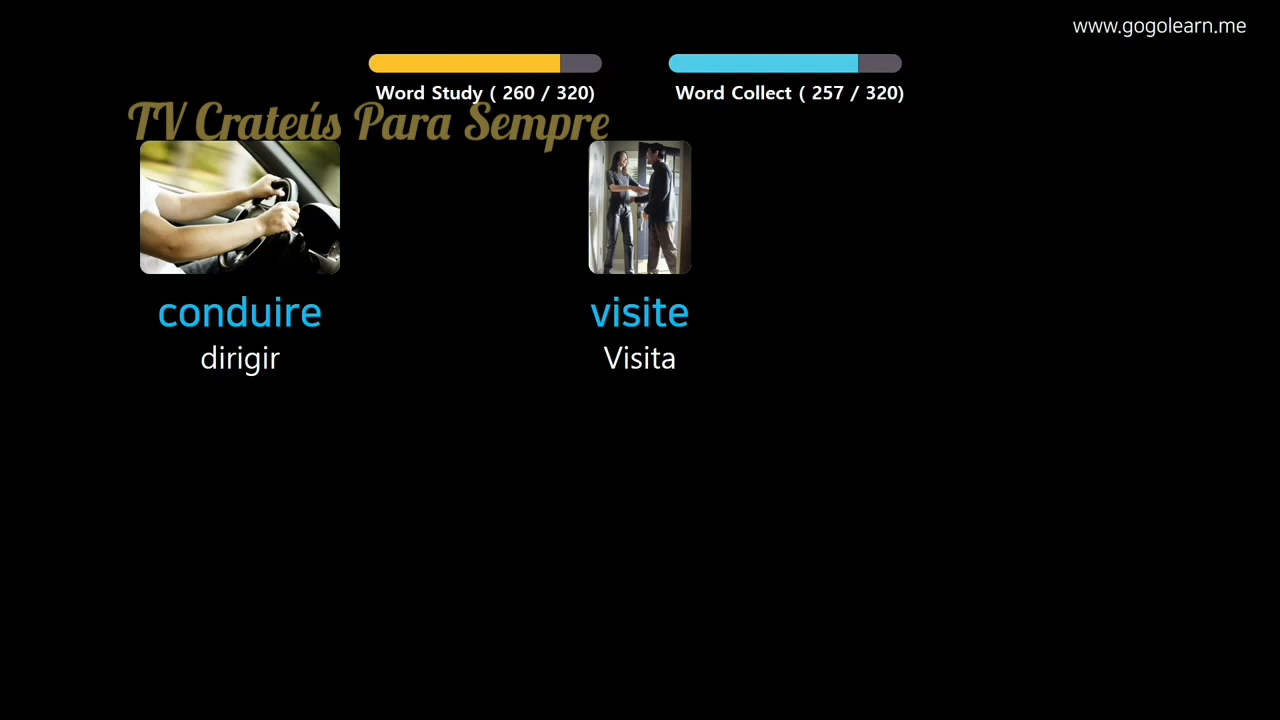 www.gogolearn.me
Word Study ( 260 / 320)
Word Collect ( 257 / 320)
TV Crateús Para Sempre
conduire
dirigir
visite
Visita